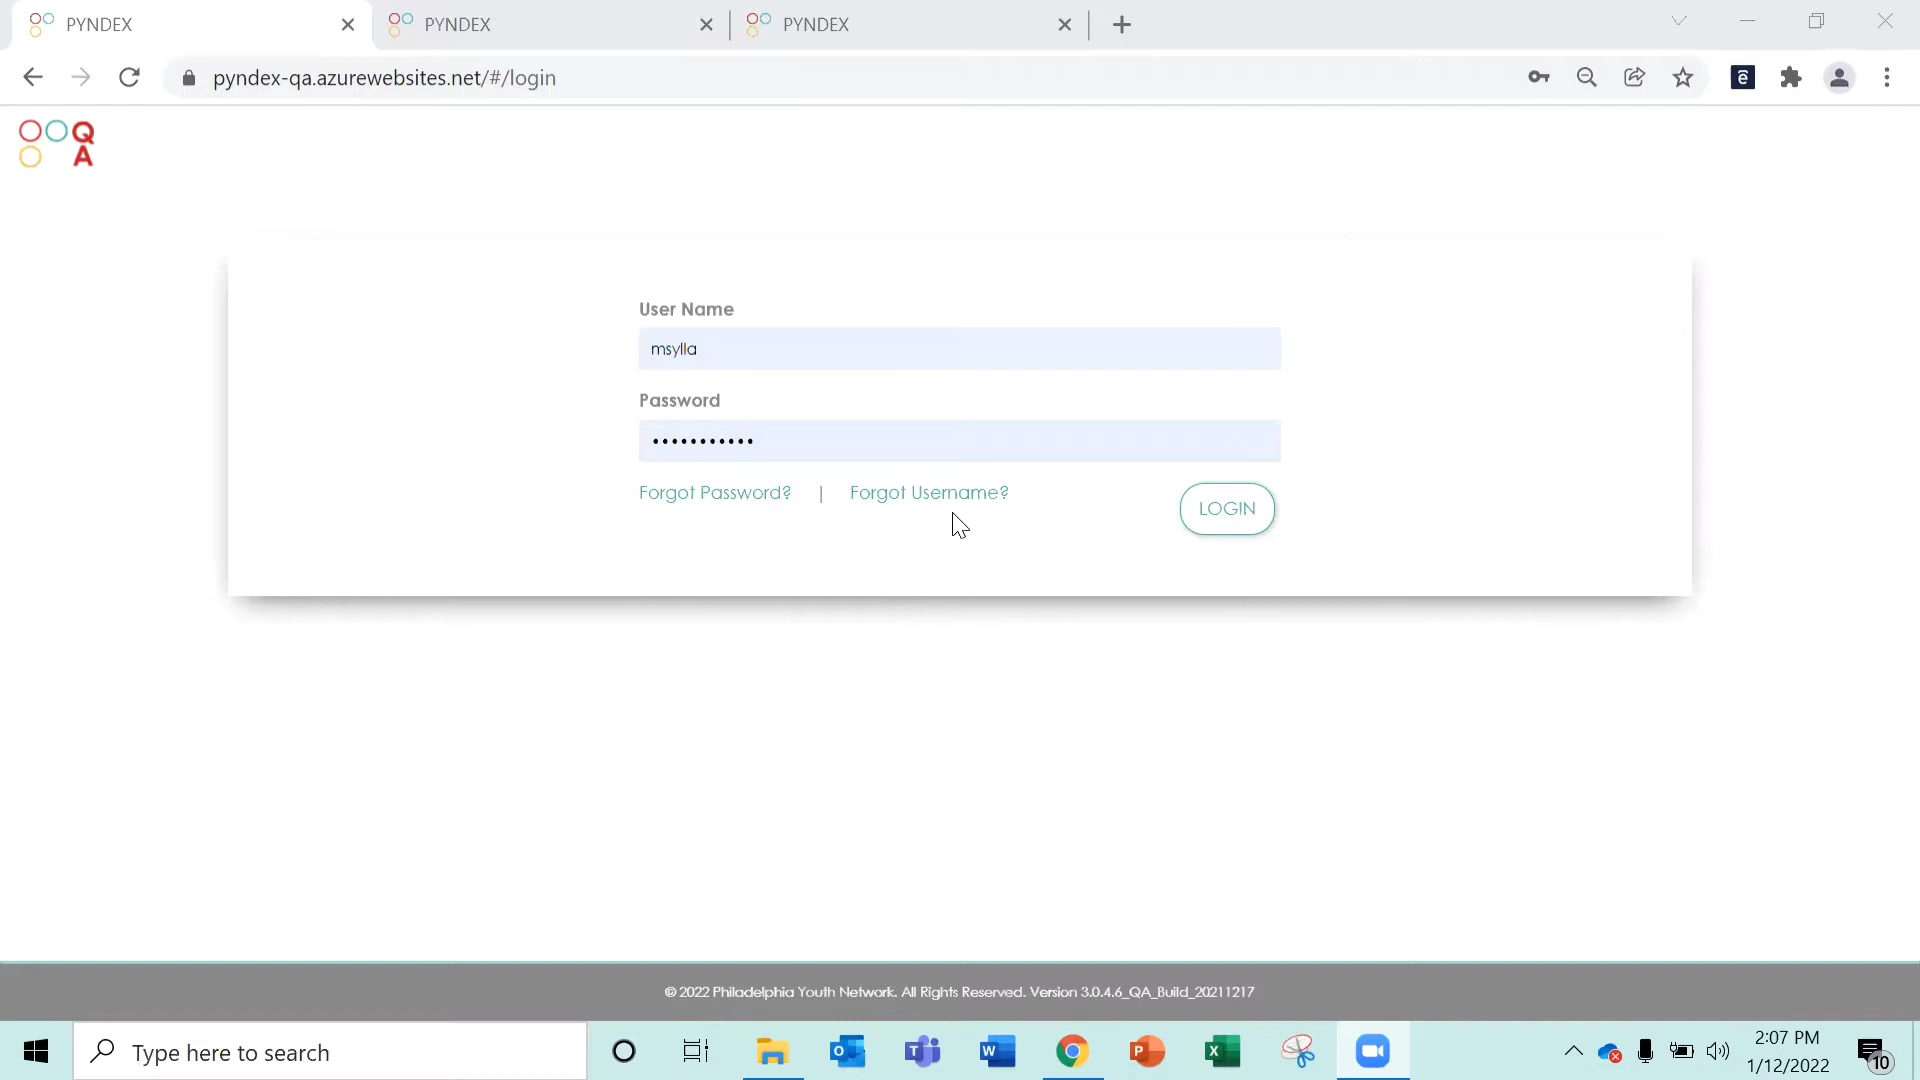 PYNDEX
PYNDEX
PYNDEX
pyndex-qa.azurewebsites.net/#/login
Q
A
User Name
msylla
Password
•••••••••••
Forgot Password? | Forgot Username?
LOGIN
© 2022 Philadelphia Youth Network. All Rights Reserved. Version 3.0.4.6_QA_Build_20211217
Type here to search
2:07 PM
1/12/2022
10